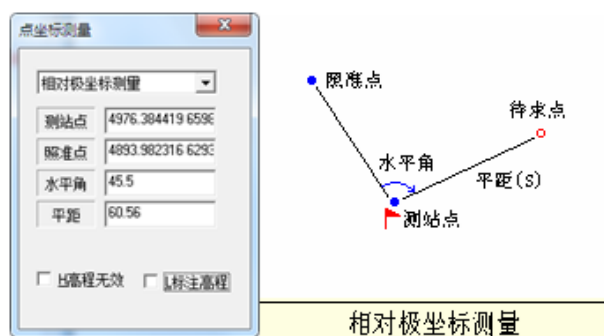 点坐标测量
相对极坐标测量
测站点 4976.384419 6596
照准点 4893.982316 6293
水平角 45.5
平距 60.56
H高程无效 L标注高程
照准点
待求点
水平角
平距(S)
测站点
相对极坐标测量